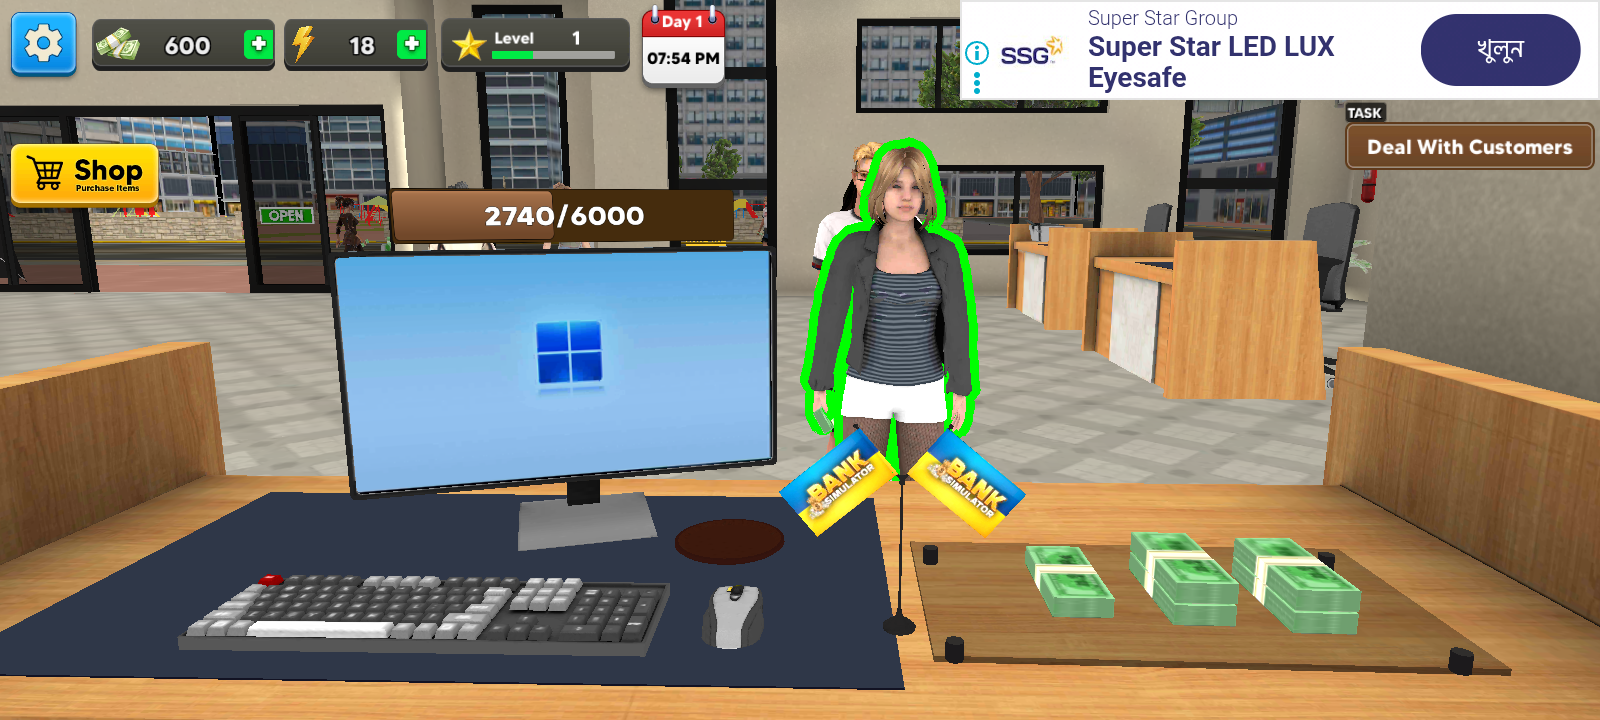 600
18
Level 1
Day 1
07:54 PM
SSG
Super Star Group
Super Star LED LUX
Eyesafe
খুলুন
TASK
Deal With Customers
Shop
Purchase Items
OPEN
2740/6000
BANK
SIMULATOR
BANK
SIMULATOR